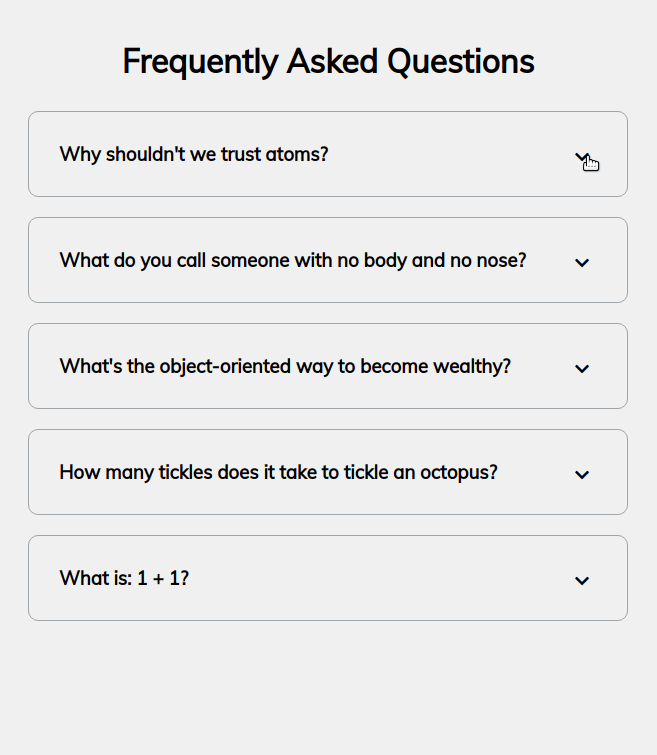 Frequently Asked Questions
Why shouldn't we trust atoms?
What do you call someone with no body and no nose?
What's the object-oriented way to become wealthy?
How many tickles does it take to tickle an octopus?
What is: 1 + 1?